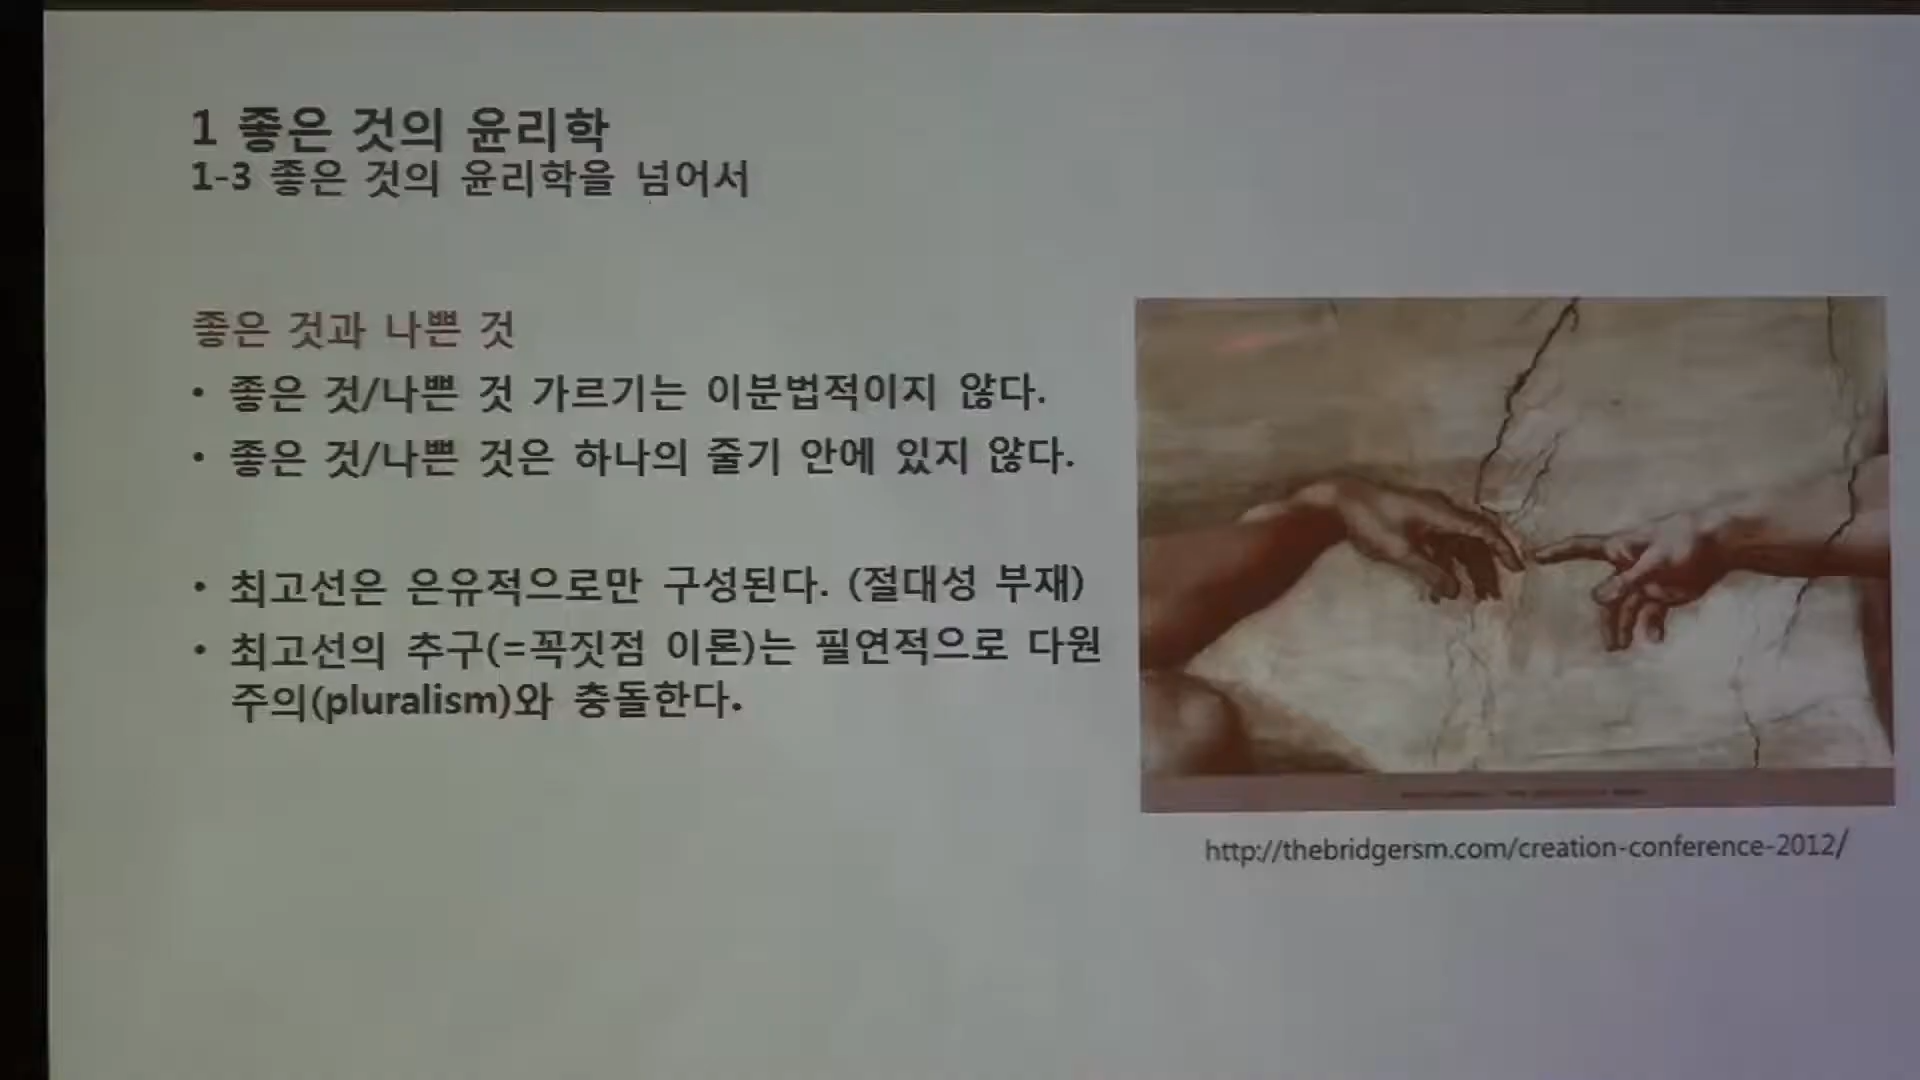 1 좋은 것의 윤리학
1-3 좋은 것의 윤리학을 넘어서
좋은 것과 나쁜 것
• 좋은 것/나쁜 것 가르기는 이분법적이지 않다.
• 좋은 것/나쁜 것은 하나의 줄기 안에 있지 않다.
• 최고선은 은유적으로만 구성된다. (절대성 부재)
• 최고선의 추구(=꼭짓점 이론)는 필연적으로 다원
주의(pluralism)와 충돌한다.
http://thebridgersm.com/creation-conference-2012/